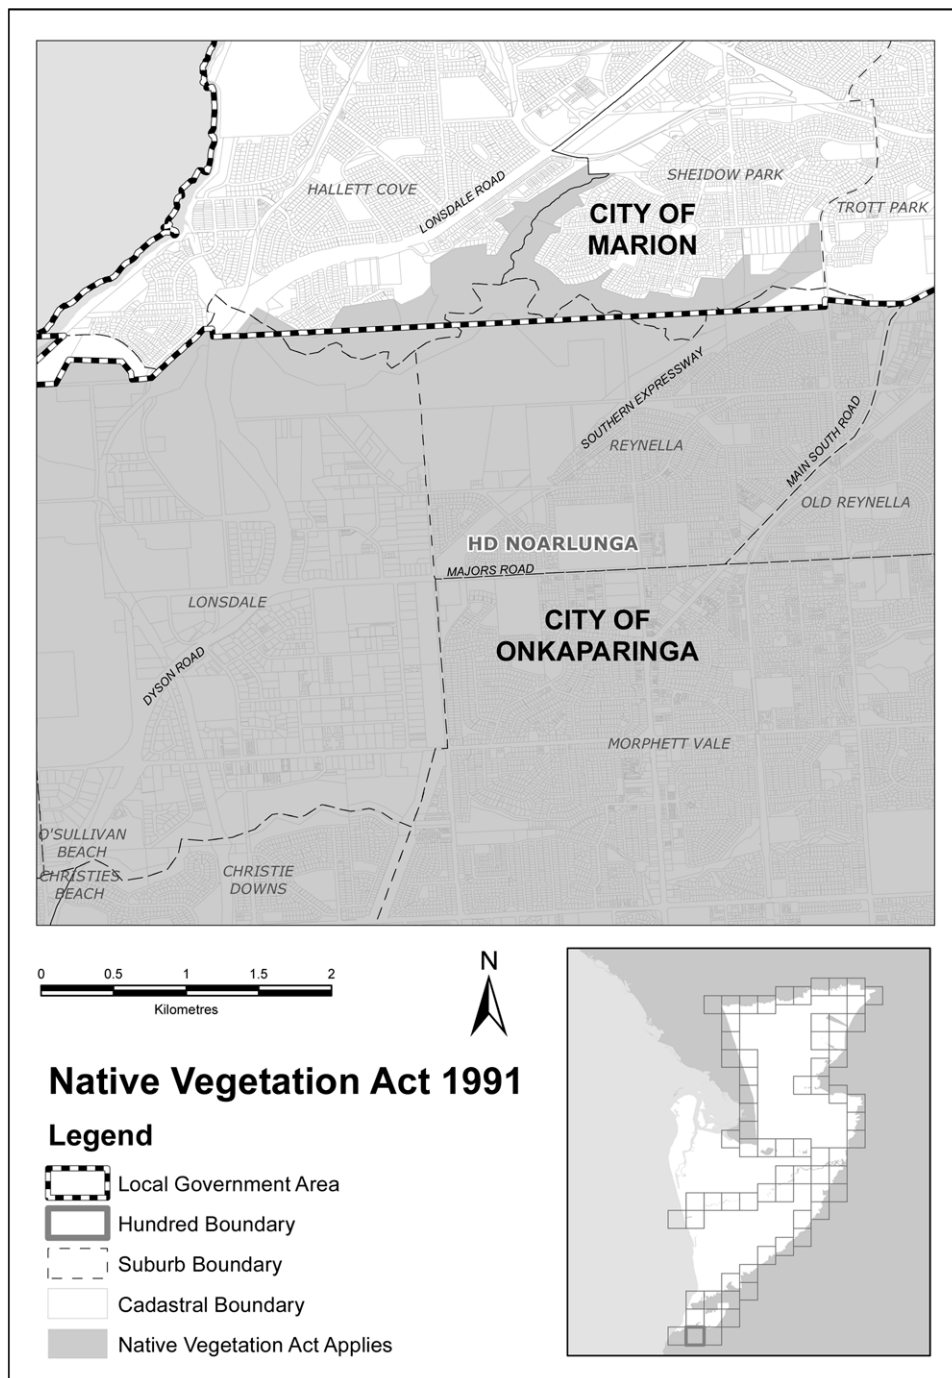 HALLETT COVE
LONSDALE ROAD
SHEIDOW PARK
TROTT PARK
CITY OF
MARION
SOUTHERN EXPRESSWAY
REYNELLA
MAIN SOUTH ROAD
OLD REYNELLA
HD NOARLUNGA
MAJORS ROAD
LONSDALE
CITY OF
ONKAPARINGA
DYSON ROAD
MORPHETT VALE
O'SULLIVAN
BEACH
CHRISTIES
BEACH
CHRISTIE
DOWNS
0 0.5 1 1.5 2
Kilometres
N
Native Vegetation Act 1991
Legend
Local Government Area
Hundred Boundary
Suburb Boundary
Cadastral Boundary
Native Vegetation Act Applies